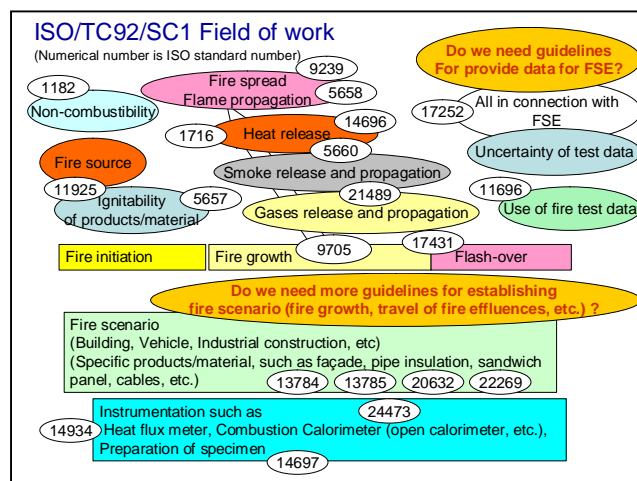 ISO/TC92/SC1 Field of work
(Numerical number is ISO standard number)
9239
Do we need guidelines
For provide data for FSE?
1182
Fire spread
Flame propagation
5658
Non-combustibility
17252
All in connection with
FSE
14696
1716
Heat release
5660
Uncertainty of test data
Fire source
Smoke release and propagation
11925
5657
Ignitability
of products/material
21489
11696
Gases release and propagation
Use of fire test data
Fire initiation
Fire growth
9705
17431
Flash-over
Do we need more guidelines for establishing
fire scenario (fire growth, travel of fire effluences, etc.) ?
Fire scenario
(Building, Vehicle, Industrial construction, etc)
(Specific products/material, such as façade, pipe insulation, sandwich
panel, cables, etc.)
13784
13785
20632
22269
Instrumentation such as
24473
14934
Heat flux meter, Combustion Calorimeter (open calorimeter, etc.),
Preparation of specimen
14697